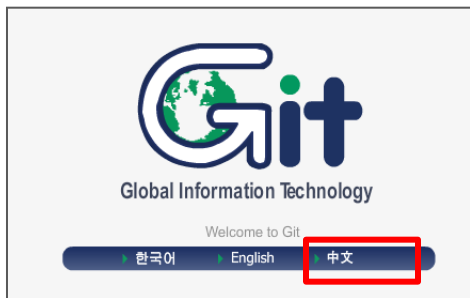 Git
Global Information Technology
Welcome to Git
한국어 English 中文